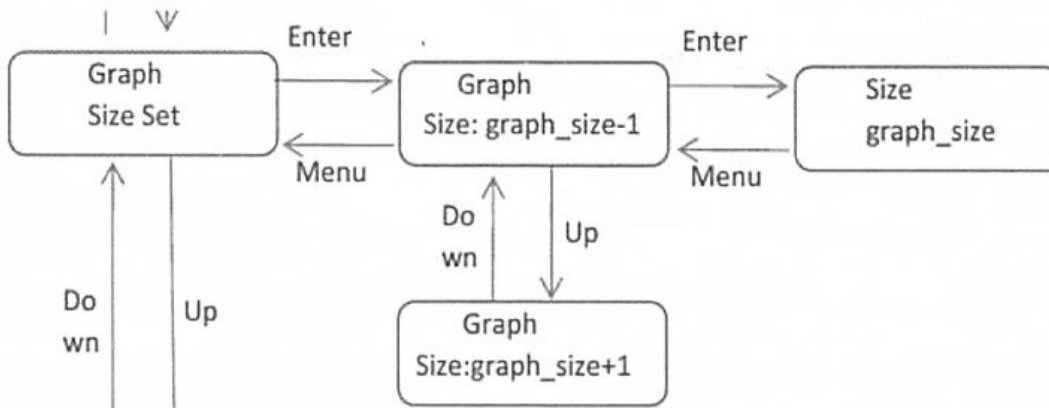 Graph
Size Set
Enter
Menu
Graph
Size: graph_size-1
Enter
Menu
Size
graph_size
Do
wn
Up
Do
wn
Up
Graph
Size:graph_size+1